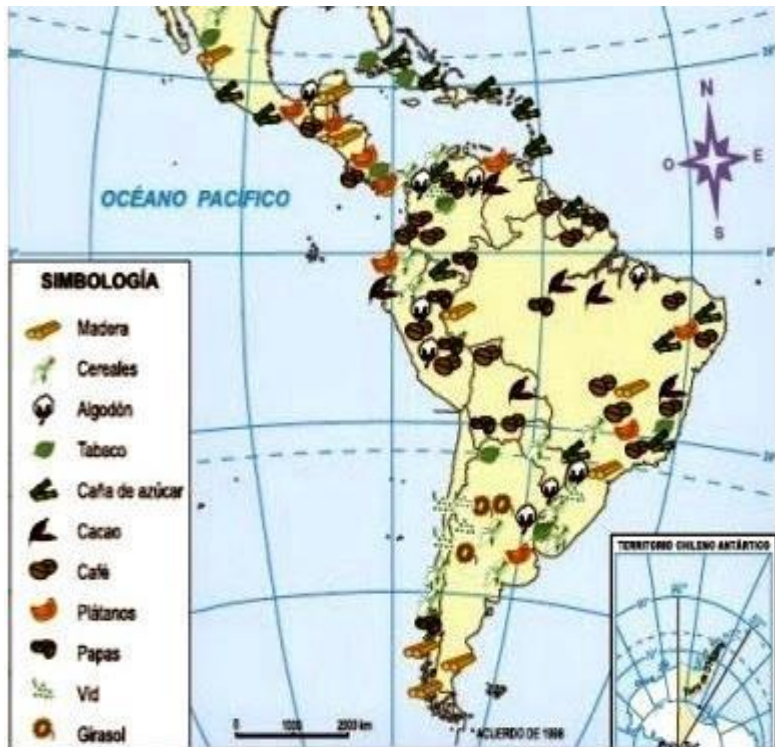 N
O
E
S
OCÉANO PACÍFICO
0°
SIMBOLOGÍA
Madera
Cereales
Algodón
Tabaco
Caña de azúcar
Cacao
Café
Plátanos
Papas
Vid
Girasol
0
1000
2000 km
ACUERDO DE 1998
TERRITORIO CHILENO ANTÁRTICO